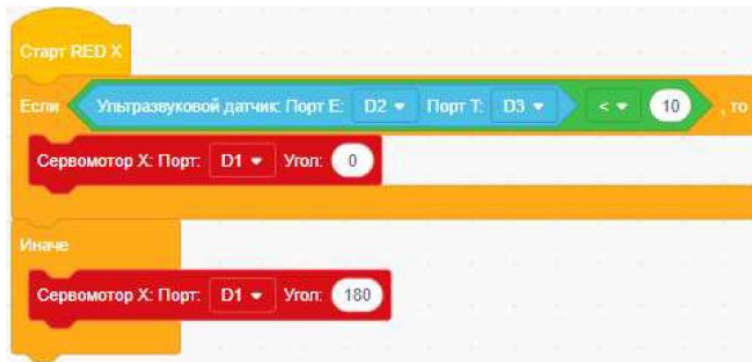 Старт RED X
Если Ультразвуковой датчик: Порт E: D2 Порт T: D3 < 10 , то
Сервомотор X: Порт: D1 Угол: 0
Иначе
Сервомотор X: Порт: D1 Угол: 180